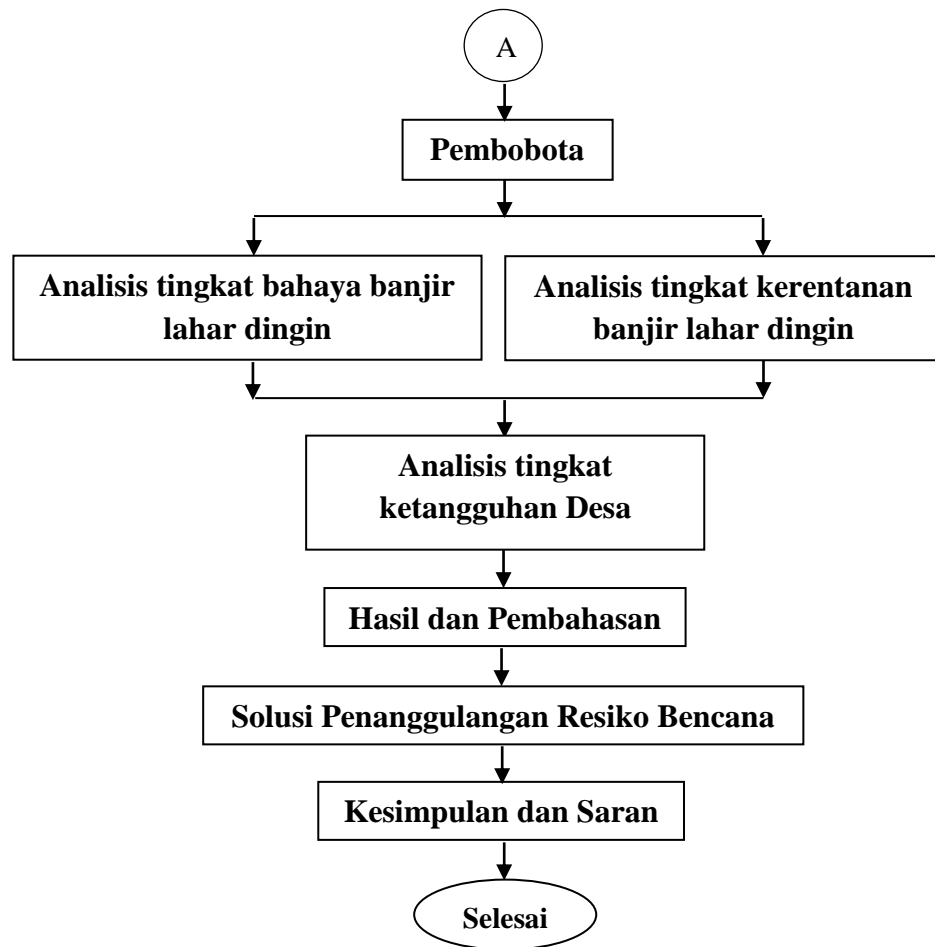 A
Pembobota
Analisis tingkat bahaya banjir
lahar dingin
Analisis tingkat kerentanan
banjir lahar dingin
Analisis tingkat
ketangguhan Desa
Hasil dan Pembahasan
Solusi Penanggulangan Resiko Bencana
Kesimpulan dan Saran
Selesai